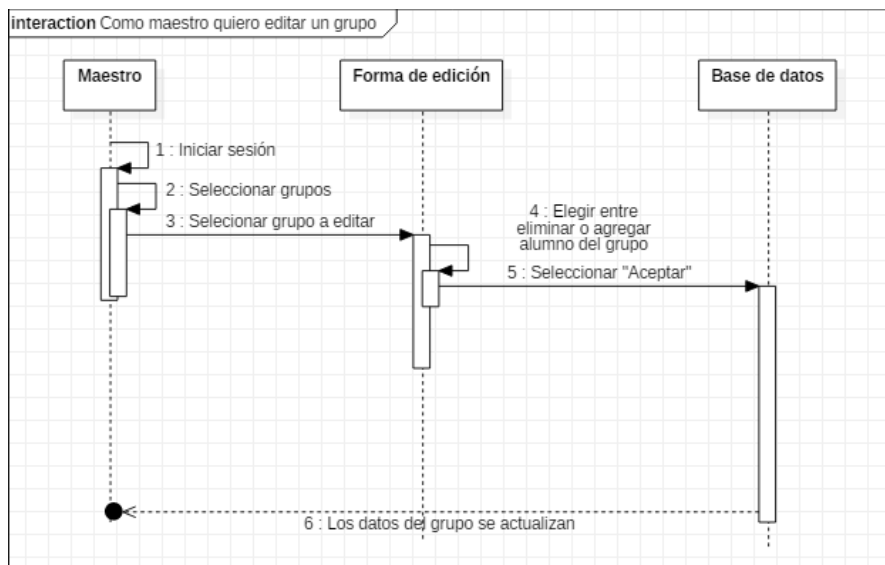 interaction Como maestro quiero editar un grupo
Maestro
Forma de edición
Base de datos
1 : Iniciar sesión
2 : Seleccionar grupos
3 : Selecionar grupo a editar
4 : Elegir entre
eliminar o agregar
alumno del grupo
5 : Seleccionar "Aceptar"
6 : Los datos del grupo se actualizan